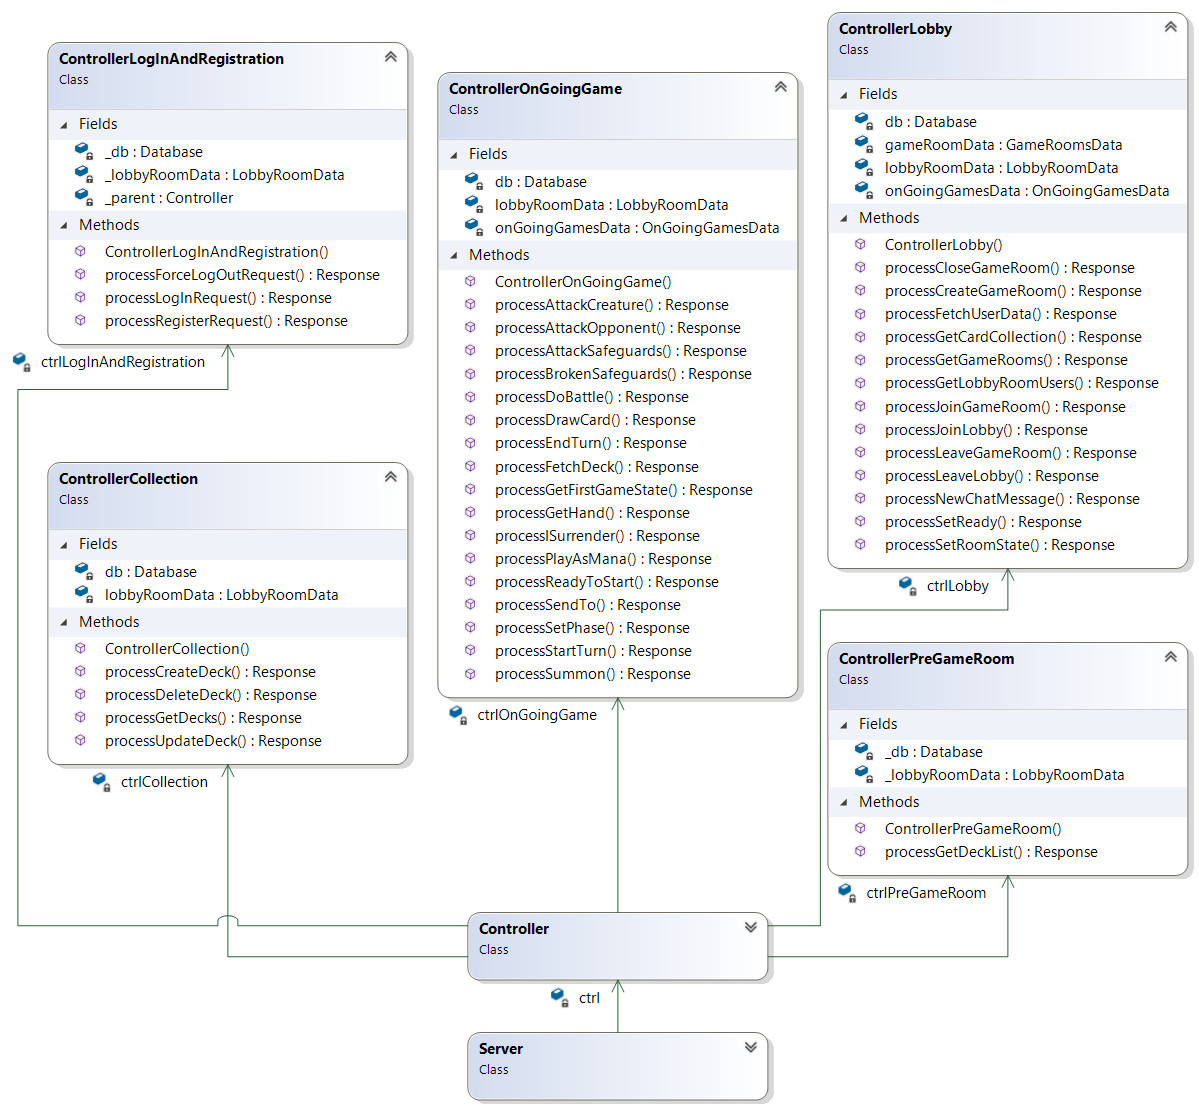 ControllerLogInAndRegistration
Class
Fields
_db : Database
_lobbyRoomData : LobbyRoomData
_parent : Controller
Methods
ControllerLogInAndRegistration()
processForceLogOutRequest() : Response
processLogInRequest() : Response
processRegisterRequest() : Response
ctrlLogInAndRegistration
ControllerCollection
Class
Fields
db : Database
lobbyRoomData : LobbyRoomData
Methods
ControllerCollection()
processCreateDeck() : Response
processDeleteDeck() : Response
processGetDecks() : Response
processUpdateDeck() : Response
ctrlCollection
ControllerOnGoingGame
Class
Fields
db : Database
lobbyRoomData : LobbyRoomData
onGoingGamesData : OnGoingGamesData
Methods
ControllerOnGoingGame()
processAttackCreature() : Response
processAttackOpponent() : Response
processAttackSafeguards() : Response
processBrokenSafeguards() : Response
processDoBattle() : Response
processDrawCard() : Response
processEndTurn() : Response
processFetchDeck() : Response
processGetFirstGameState() : Response
processGetHand() : Response
processISurrender() : Response
processPlayAsMana() : Response
processReadyToStart() : Response
processSendTo() : Response
processSetPhase() : Response
processStartTurn() : Response
processSummon() : Response
ctrlOnGoingGame
ControllerLobby
Class
Fields
db : Database
gameRoomData : GameRoomsData
lobbyRoomData : LobbyRoomData
onGoingGamesData : OnGoingGamesData
Methods
ControllerLobby()
processCloseGameRoom() : Response
processCreateGameRoom() : Response
processFetchUserData() : Response
processGetCardCollection() : Response
processGetGameRooms() : Response
processGetLobbyRoomUsers() : Response
processJoinGameRoom() : Response
processJoinLobby() : Response
processLeaveGameRoom() : Response
processLeaveLobby() : Response
processNewChatMessage() : Response
processSetReady() : Response
processSetRoomState() : Response
ctrlLobby
ControllerPreGameRoom
Class
Fields
_db : Database
_lobbyRoomData : LobbyRoomData
Methods
ControllerPreGameRoom()
processGetDeckList() : Response
ctrlPreGameRoom
Controller
Class
ctrl
Server
Class